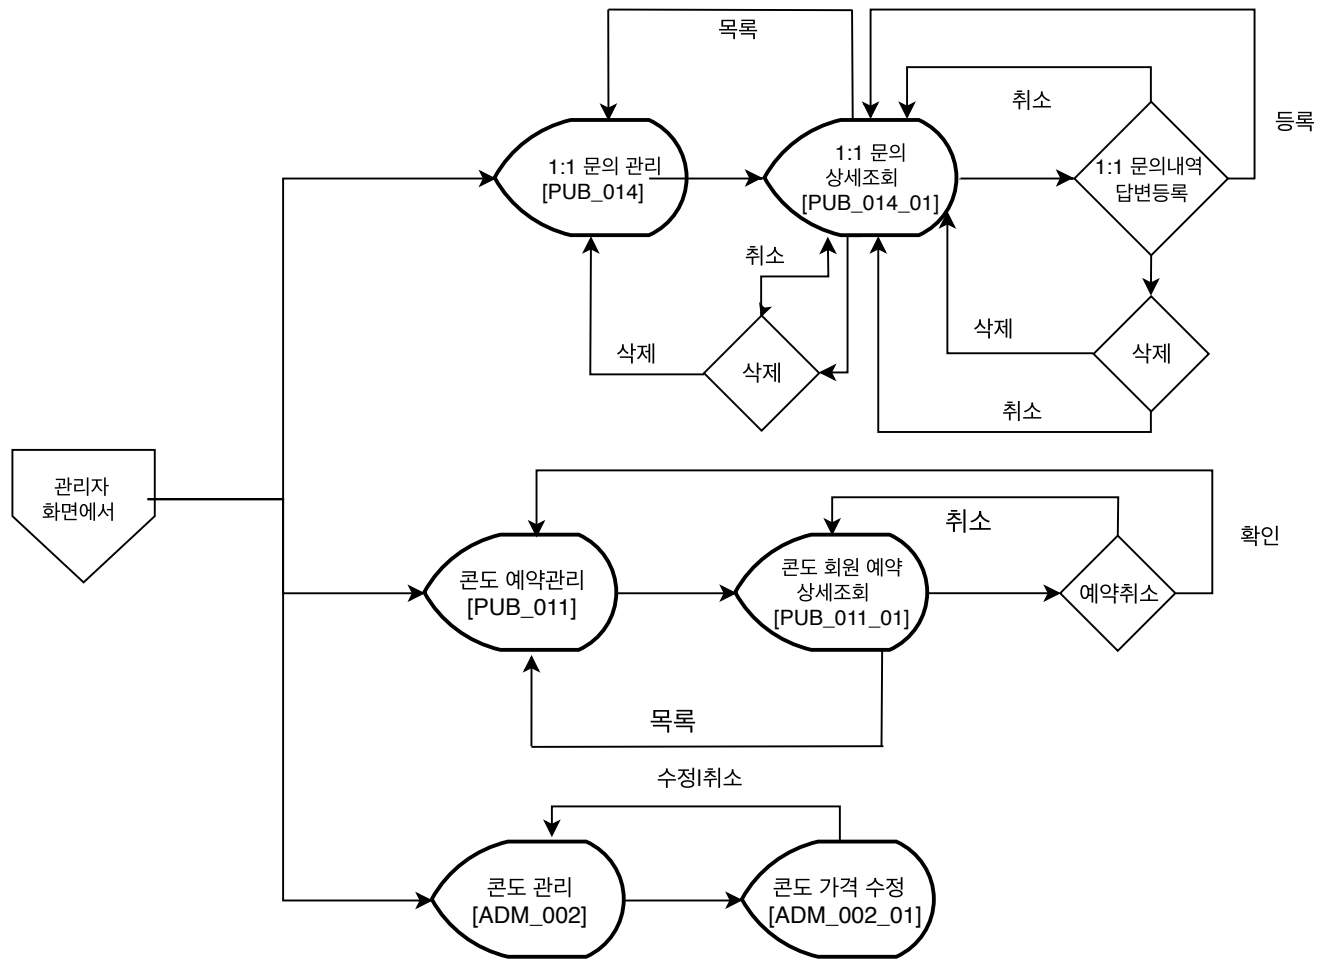 목록
취소
등록
1:1 문의 관리
[PUB_014]
1:1 문의
상세조회
[PUB_014_01]
1:1 문의내역
답변등록
취소
삭제
삭제
삭제
삭제
취소
관리자
화면에서
취소
확인
콘도 예약관리
[PUB_011]
콘도 회원 예약
상세조회
[PUB_011_01]
예약취소
목록
수정|취소
콘도 관리
[ADM_002]
콘도 가격 수정
[ADM_002_01]